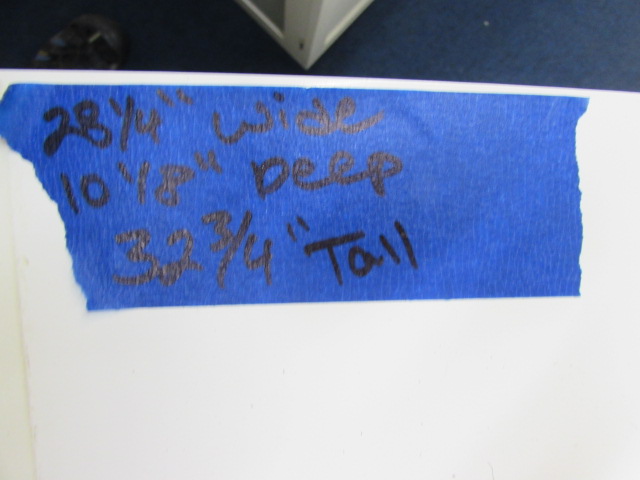 28 1/4" wide
10 1/8" Deep
32 3/4" Tall